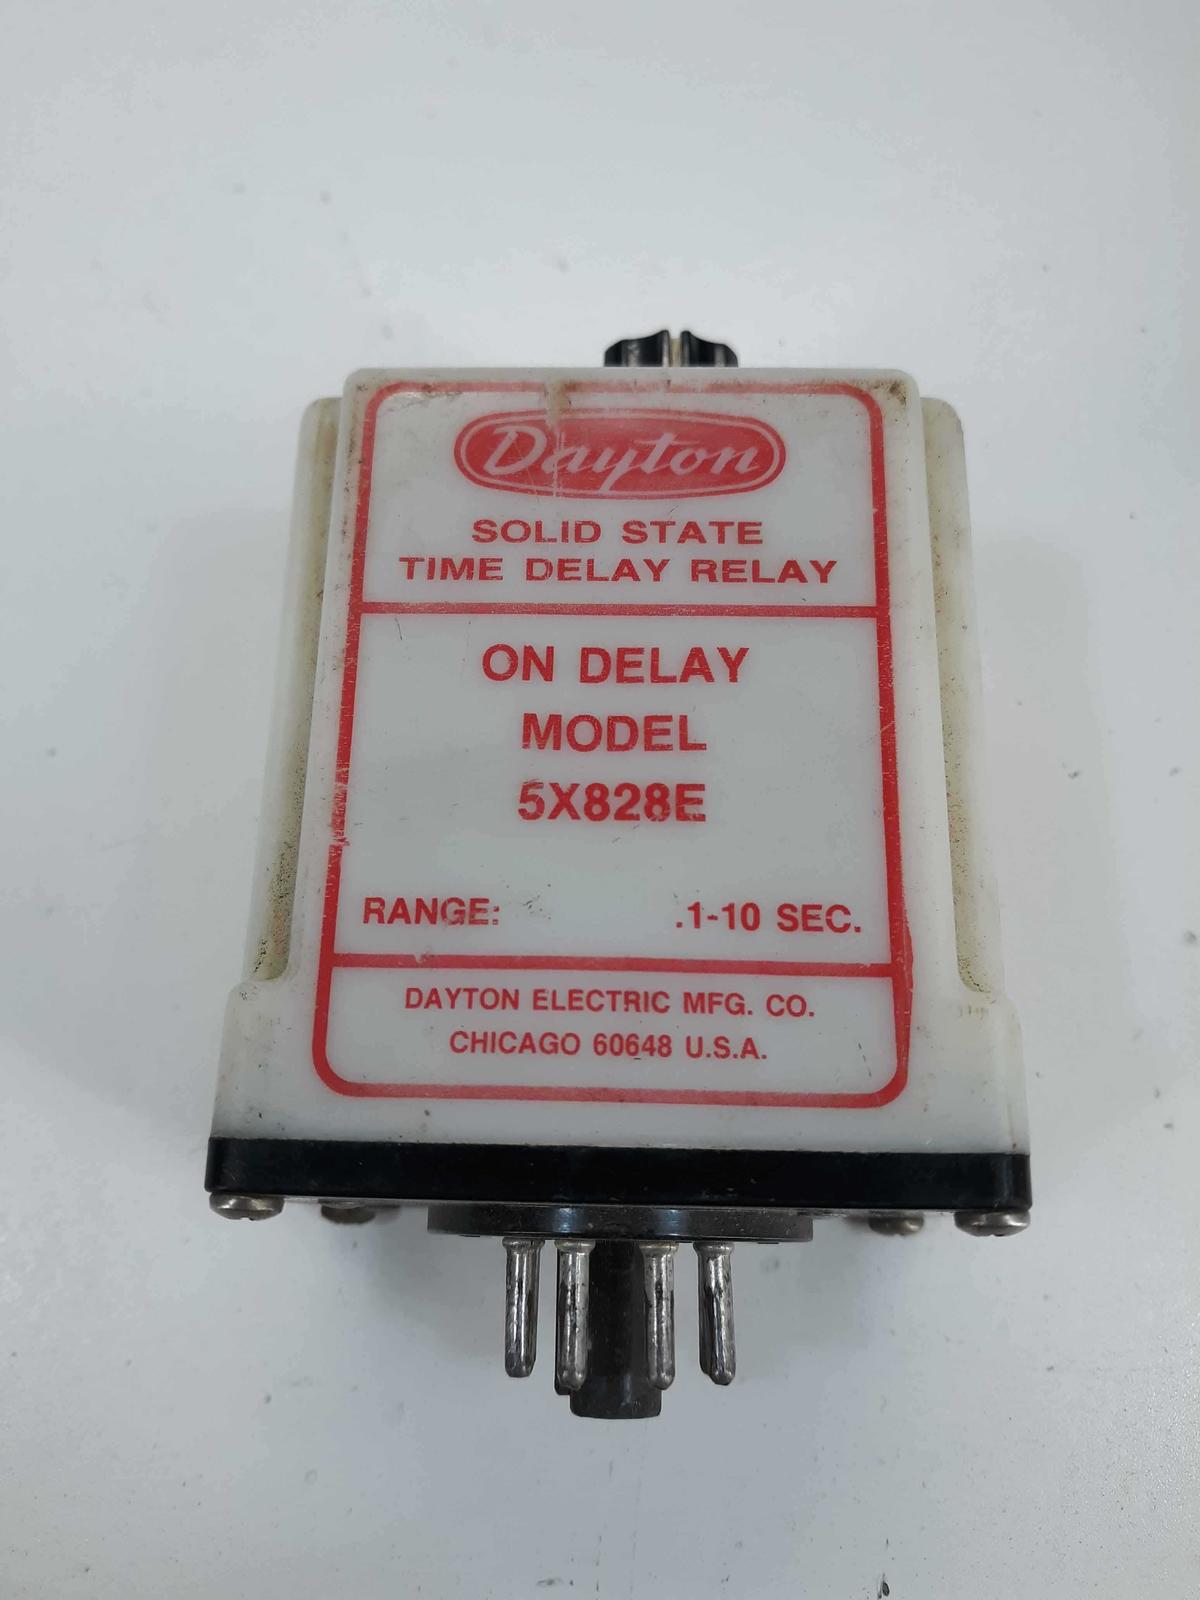 Dayton
SOLID STATE
TIME DELAY RELAY
ON DELAY
MODEL
5X828E
RANGE: .1-10 SEC.
DAYTON ELECTRIC MFG. CO.
CHICAGO 60648 U.S.A.